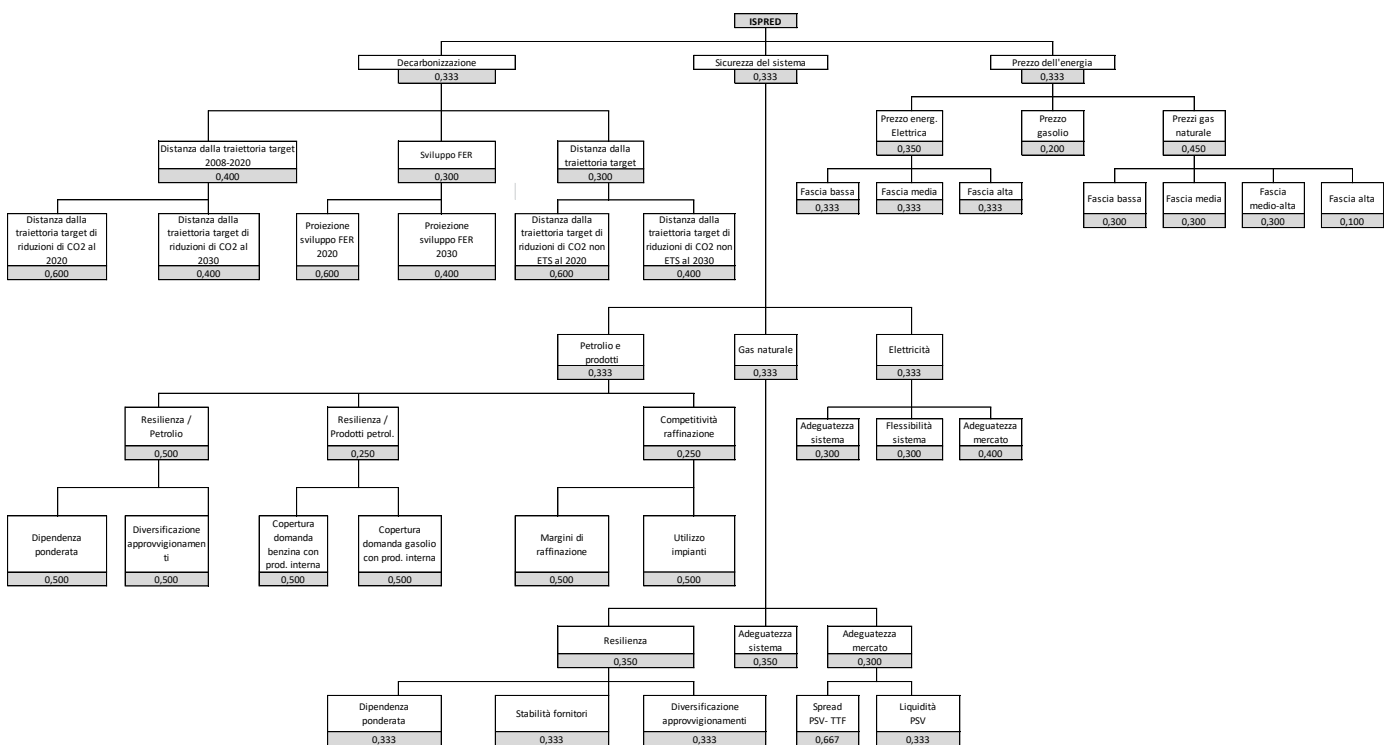 ISPRED
Decarbonizzazione
0,333
Sicurezza del sistema
0,333
Prezzo dell'energia
0,333
Distanza dalla traiettoria target
2008-2020
0,400
Sviluppo FER
0,300
Distanza dalla
traiettoria target
0,300
Prezzo energ.
Elettrica
0,350
Prezzo
gasolio
0,200
Prezzi gas
naturale
0,450
Distanza dalla
traiettoria target di
riduzioni di CO2 al
2020
0,600
Distanza dalla
traiettoria target di
riduzioni di CO2 al
2030
0,400
Proiezione
sviluppo FER
2020
0,600
Proiezione
sviluppo FER
2030
0,400
Distanza dalla
traiettoria target di
riduzioni di CO2 non
ETS al 2020
0,600
Distanza dalla
traiettoria target di
riduzioni di CO2 non
ETS al 2030
0,400
Fascia bassa
0,333
Fascia media
0,333
Fascia alta
0,333
Fascia bassa
0,300
Fascia media
0,300
Fascia
medio-alta
0,300
Fascia alta
0,100
Petrolio e
prodotti
0,333
Gas naturale
0,333
Elettricità
0,333
Resilienza /
Petrolio
0,500
Resilienza /
Prodotti petrol.
0,250
Competitività
raffinazione
0,250
Adeguatezza
sistema
0,300
Flessibilità
sistema
0,300
Adeguatezza
mercato
0,400
Dipendenza
ponderata
0,500
Diversificazione
approvvigionamen
ti
0,500
Copertura
domanda
benzina con
prod. interna
0,500
Copertura
domanda gasolio
con prod. interna
0,500
Margini di
raffinazione
0,500
Utilizzo
impianti
0,500
Resilienza
0,350
Adeguatezza
sistema
0,350
Adeguatezza
mercato
0,300
Dipendenza
ponderata
0,333
Stabilità fornitori
0,333
Diversificazione
approvvigionamenti
0,333
Spread
PSV- TTF
0,667
Liquidità
PSV
0,333